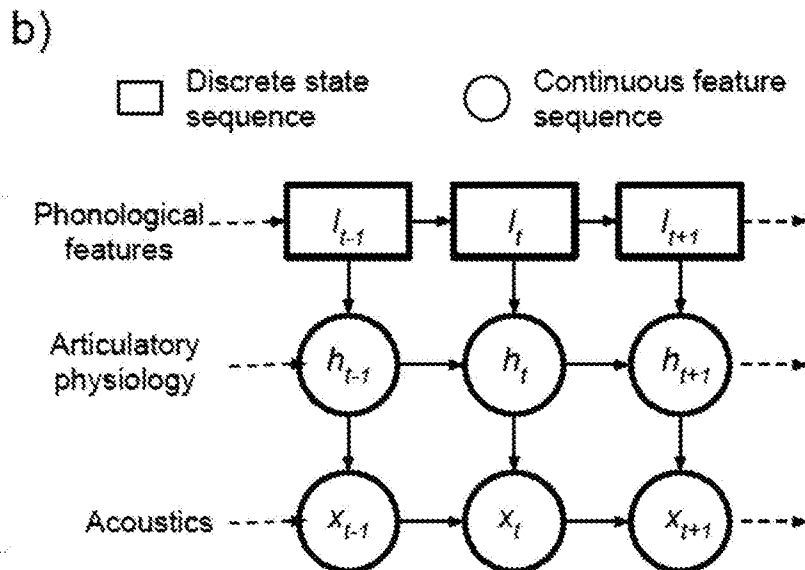 b)
Discrete state
sequence
Continuous feature
sequence
Phonological
features
l_{t-1}
l_t
l_{t+1}
Articulatory
physiology
h_{t-1}
h_t
h_{t+1}
Acoustics
x_{t-1}
x_t
x_{t+1}